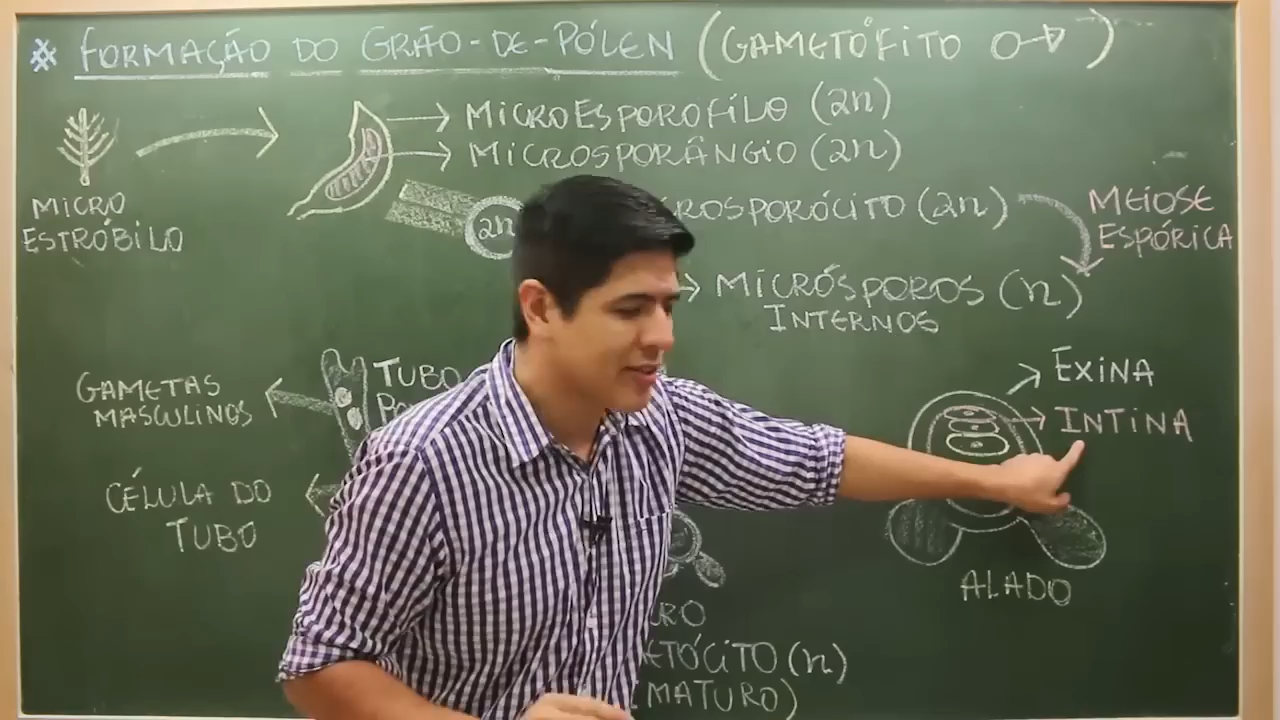 * FORMAÇÃO DO GRÃO-DE-PÓLEN (GAMETÓFITO ♂)
MICROESPOROFILO (2n)
MICROSPORÂNGIO (2n)
MICRO
ESTRÓBILO
2n
ROSPORÓCITO (2n)
MEIOSE
ESPÓRICA
MICRÓSPOROS (n)
INTERNOS
GAMETAS
MASCULINOS
TUBO
EXINA
INTINA
CÉLULA DO
TUBO
ALADO
RO
ETÓCITO (n)
MATURO)